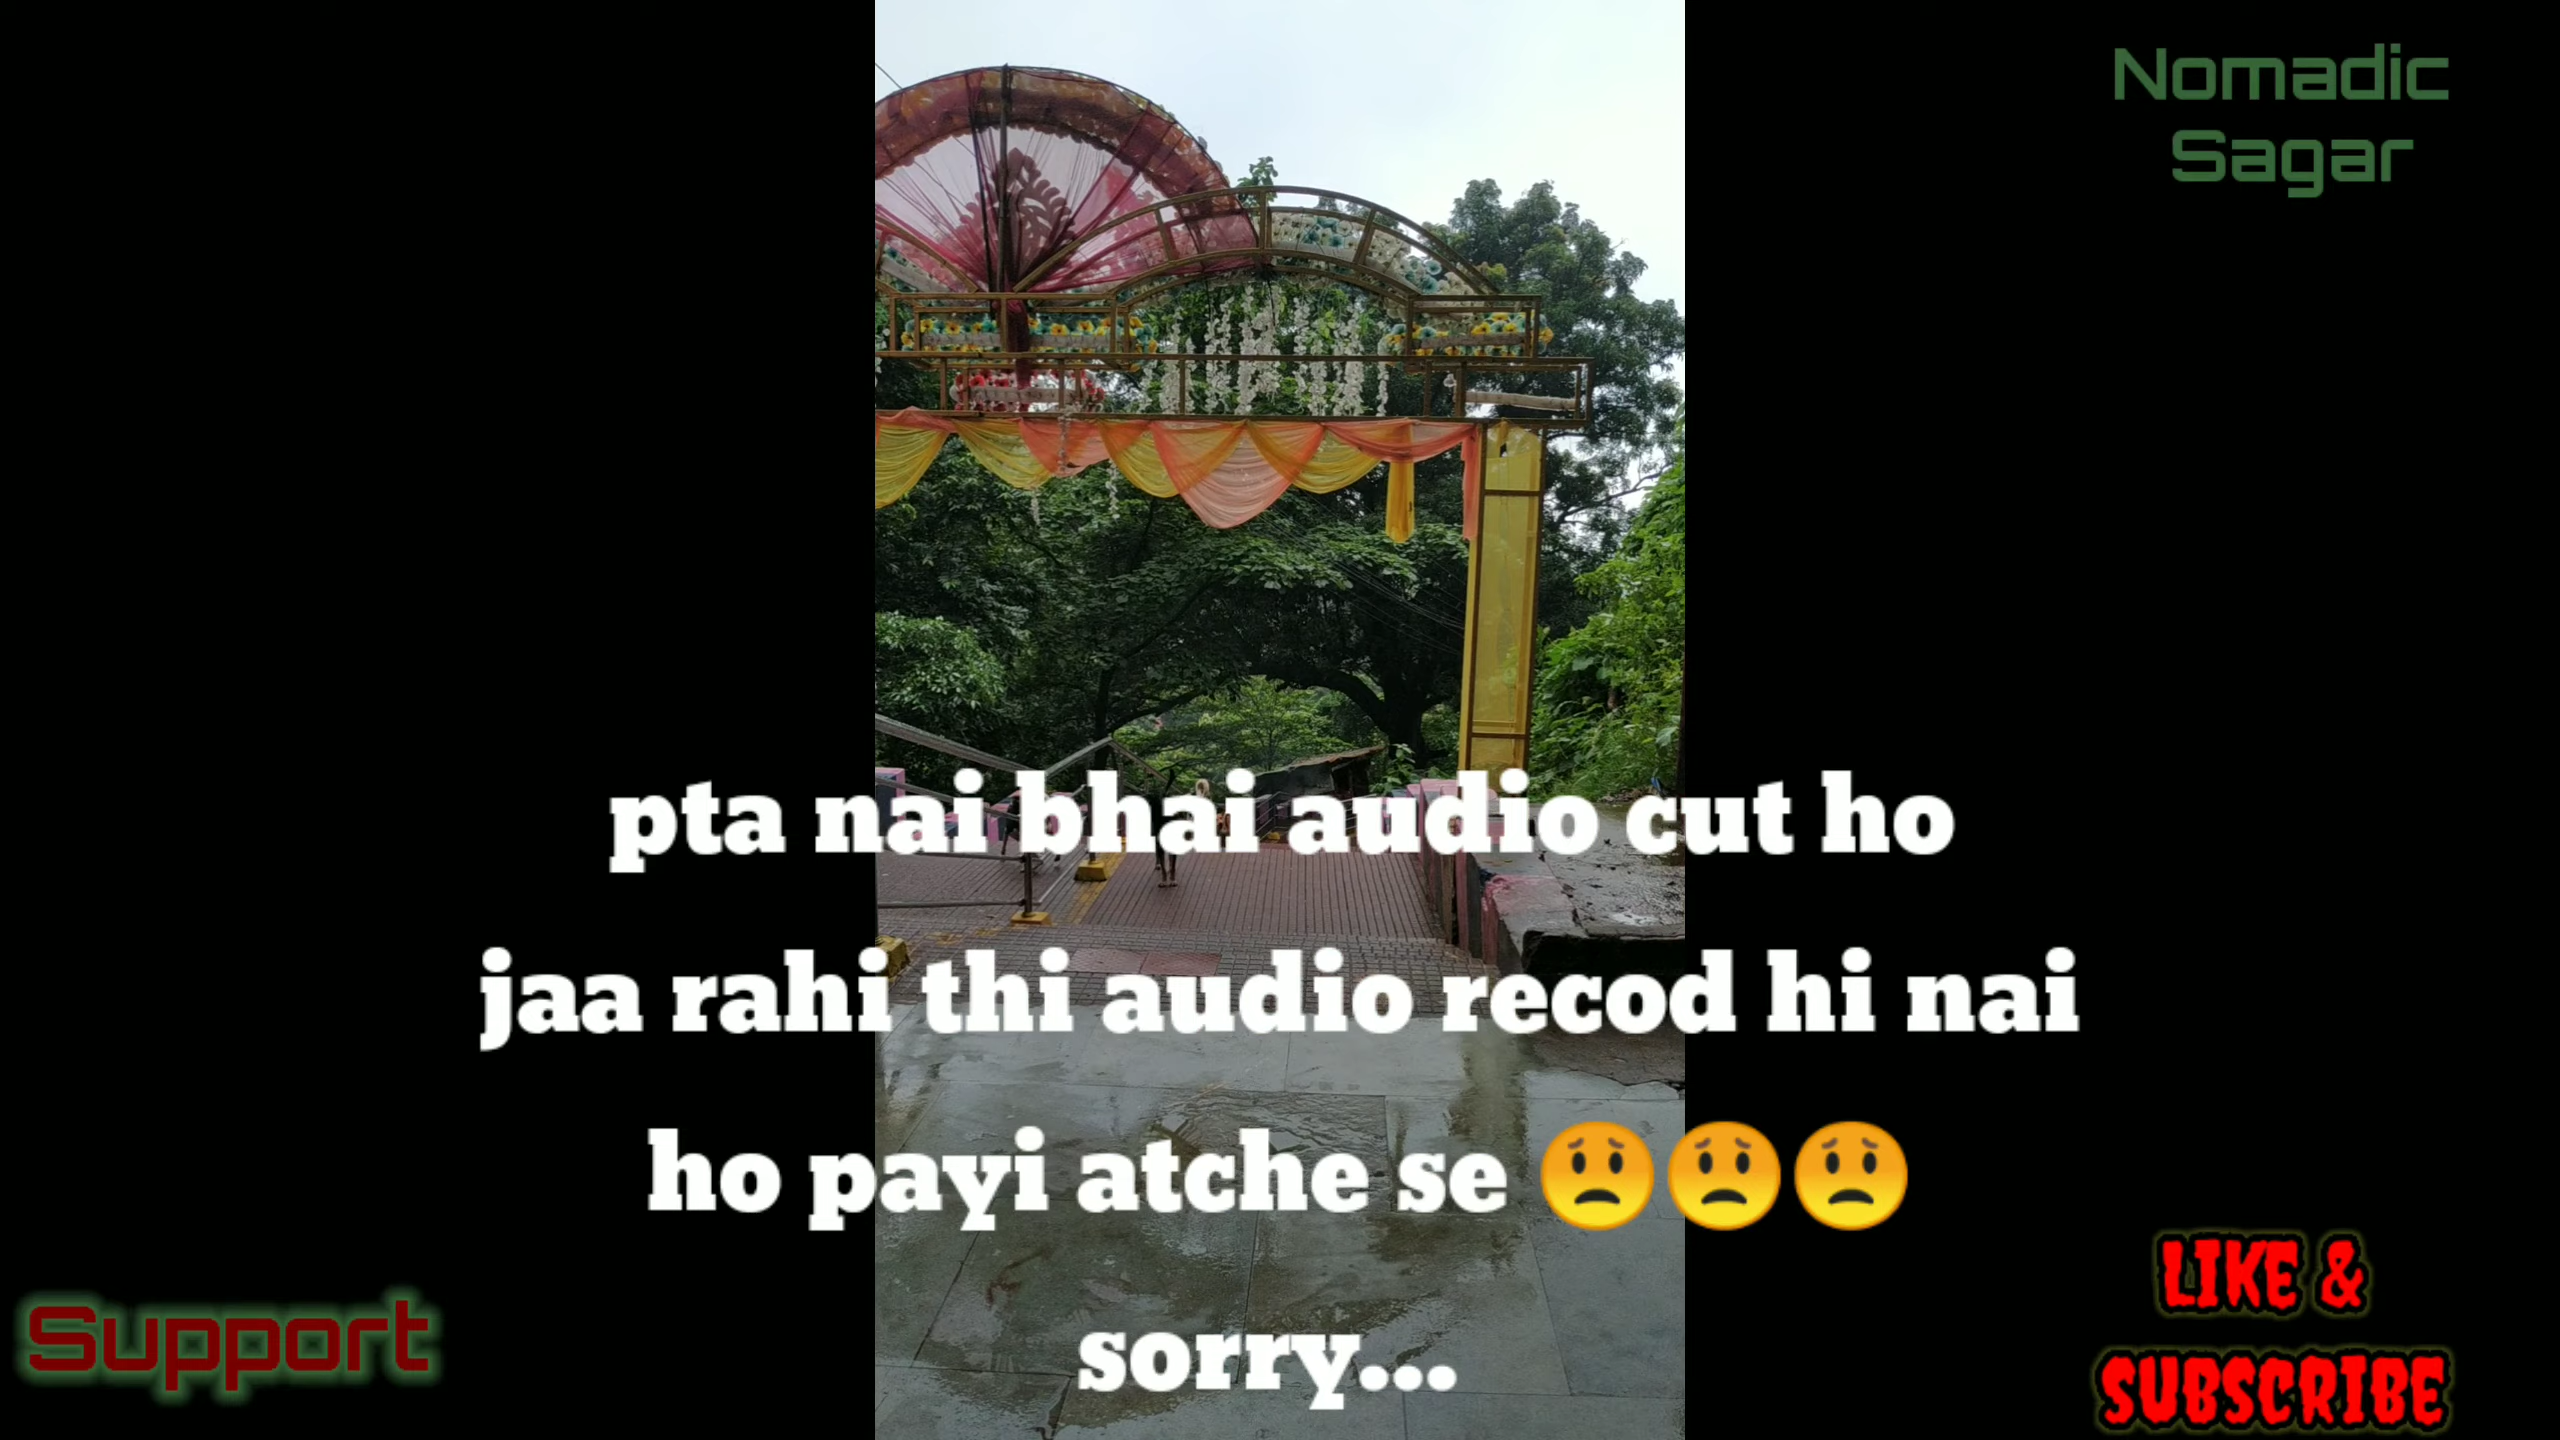 Nomadic
Sagar
pta nai bhai audio cut ho
jaa rahi thi audio recod hi nai
ho payi atche se 😟😟😟
sorry...
Support
LIKE &
SUBSCRIBE